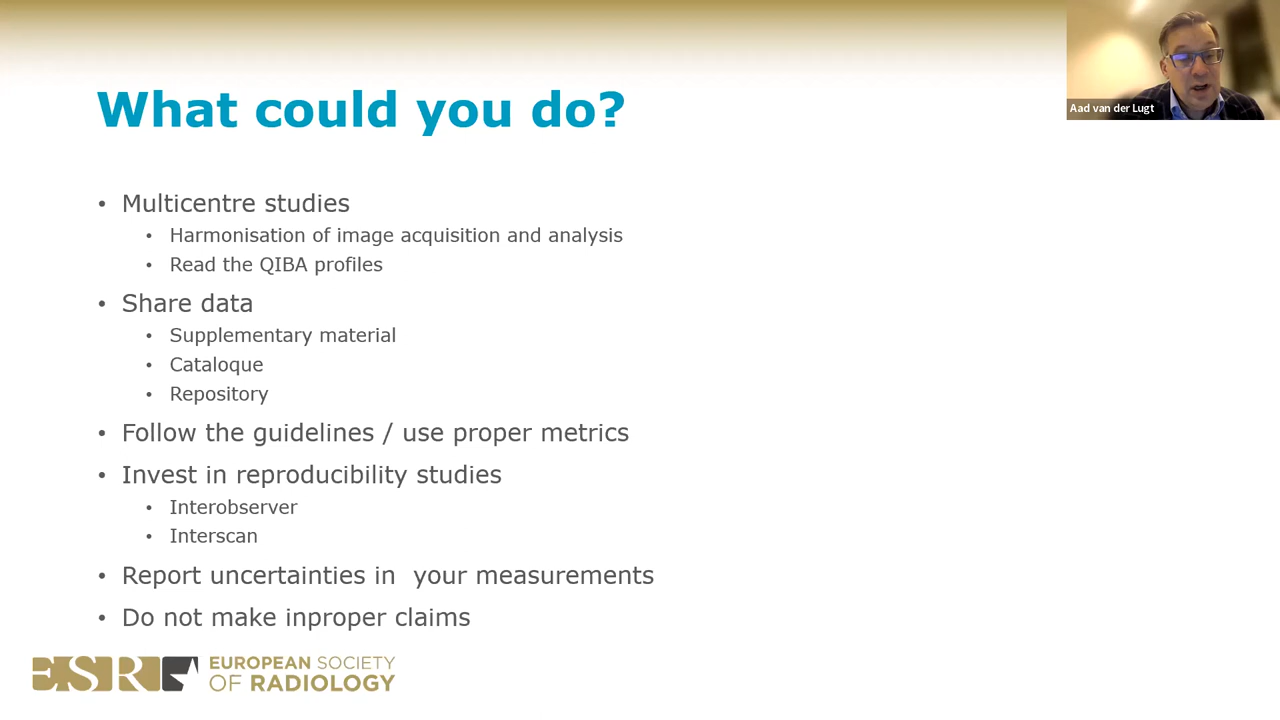 What could you do?
Aad van der Lugt
• Multicentre studies
• Harmonisation of image acquisition and analysis
• Read the QIBA profiles
• Share data
• Supplementary material
• Cataloque
• Repository
• Follow the guidelines / use proper metrics
• Invest in reproducibility studies
• Interobserver
• Interscan
• Report uncertainties in  your measurements
• Do not make inproper claims
ESR EUROPEAN SOCIETY
OF RADIOLOGY